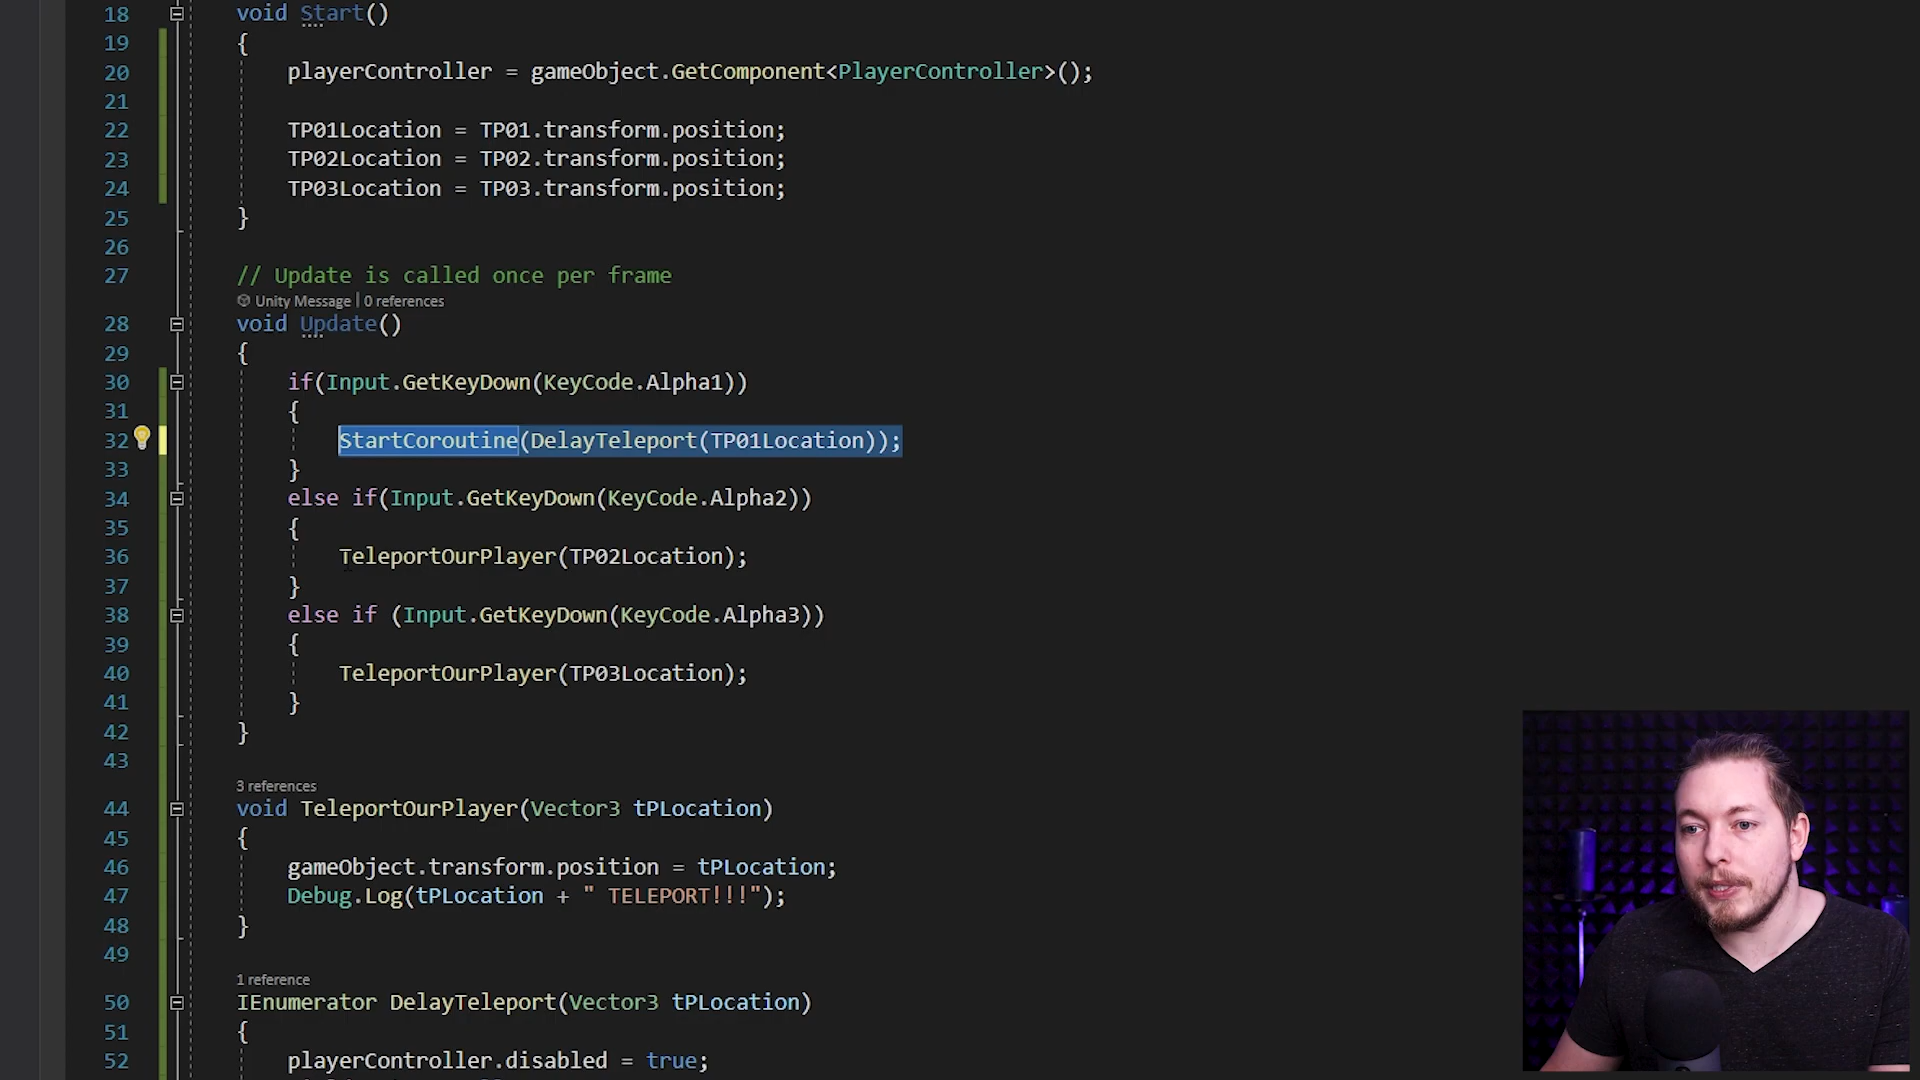 18 void Start()
19 {
20 playerController = gameObject.GetComponent<PlayerController>();
21
22 TP01Location = TP01.transform.position;
23 TP02Location = TP02.transform.position;
24 TP03Location = TP03.transform.position;
25 }
26
27 // Update is called once per frame
Unity Message | 0 references
28 void Update()
29 {
30 if(Input.GetKeyDown(KeyCode.Alpha1))
31 {
32 StartCoroutine(DelayTeleport(TP01Location));
33 }
34 else if(Input.GetKeyDown(KeyCode.Alpha2))
35 {
36 TeleportOurPlayer(TP02Location);
37 }
38 else if (Input.GetKeyDown(KeyCode.Alpha3))
39 {
40 TeleportOurPlayer(TP03Location);
41 }
42 }
43
3 references
44 void TeleportOurPlayer(Vector3 tPLocation)
45 {
46 gameObject.transform.position = tPLocation;
47 Debug.Log(tPLocation + " TELEPORT!!!");
48 }
49
1 reference
50 IEnumerator DelayTeleport(Vector3 tPLocation)
51 {
52 playerController.disabled = true;